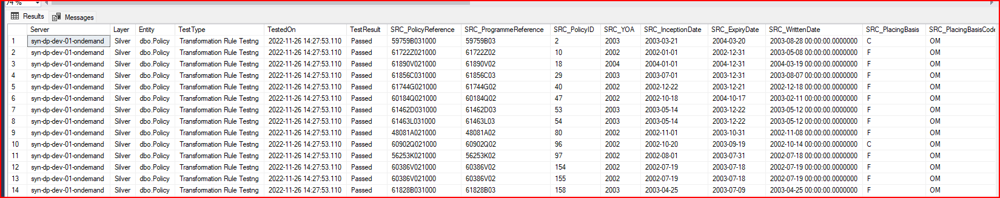 74 %
Results Messages
Server Layer Entity TestType TestedOn TestResult SRC_PolicyReference SRC_ProgrammeReference SRC_PolicyID SRC_YOA SRC_InceptionDate SRC_ExpiryDate SRC_WrittenDate SRC_PlacingBasis SRC_PlacingBasisCode
1 syn-dp-dev-01-ondemand Silver dbo.Policy Transformation Rule Testng 2022-11-26 14:27:53.110 Passed 59759B031000 59759B03 2 2003 2003-03-21 2004-03-20 2003-08-28 00:00:00.0000000 C OM
2 syn-dp-dev-01-ondemand Silver dbo.Policy Transformation Rule Testng 2022-11-26 14:27:53.110 Passed 61722Z021000 61722Z02 10 2002 2002-01-01 2002-12-31 2003-05-08 00:00:00.0000000 F OM
3 syn-dp-dev-01-ondemand Silver dbo.Policy Transformation Rule Testng 2022-11-26 14:27:53.110 Passed 61890V021000 61890V02 18 2004 2004-01-01 2004-12-31 2004-03-19 00:00:00.0000000 F OM
4 syn-dp-dev-01-ondemand Silver dbo.Policy Transformation Rule Testng 2022-11-26 14:27:53.110 Passed 61856C031000 61856C03 29 2003 2003-07-01 2003-12-31 2003-08-07 00:00:00.0000000 F OM
5 syn-dp-dev-01-ondemand Silver dbo.Policy Transformation Rule Testng 2022-11-26 14:27:53.110 Passed 61744G021000 61744G02 40 2002 2002-12-22 2003-12-21 2002-12-18 00:00:00.0000000 F OM
6 syn-dp-dev-01-ondemand Silver dbo.Policy Transformation Rule Testng 2022-11-26 14:27:53.110 Passed 60184Q021000 60184Q02 47 2002 2002-10-18 2004-10-17 2003-02-11 00:00:00.0000000 F OM
7 syn-dp-dev-01-ondemand Silver dbo.Policy Transformation Rule Testng 2022-11-26 14:27:53.110 Passed 61462D031000 61462D03 53 2003 2003-05-14 2003-12-22 2003-05-12 00:00:00.0000000 F OM
8 syn-dp-dev-01-ondemand Silver dbo.Policy Transformation Rule Testng 2022-11-26 14:27:53.110 Passed 61463L031000 61463L03 54 2003 2003-05-14 2003-12-22 2003-05-12 00:00:00.0000000 F OM
9 syn-dp-dev-01-ondemand Silver dbo.Policy Transformation Rule Testng 2022-11-26 14:27:53.110 Passed 48081A021000 48081A02 80 2002 2002-11-01 2003-10-31 2002-11-08 00:00:00.0000000 F OM
10 syn-dp-dev-01-ondemand Silver dbo.Policy Transformation Rule Testng 2022-11-26 14:27:53.110 Passed 60902Q021000 60902Q02 96 2002 2002-10-20 2003-09-19 2002-10-14 00:00:00.0000000 C OM
11 syn-dp-dev-01-ondemand Silver dbo.Policy Transformation Rule Testng 2022-11-26 14:27:53.110 Passed 56253K021000 56253K02 97 2002 2002-08-01 2003-07-31 2002-07-18 00:00:00.0000000 F OM
12 syn-dp-dev-01-ondemand Silver dbo.Policy Transformation Rule Testng 2022-11-26 14:27:53.110 Passed 60386V021000 60386V02 154 2002 2002-07-19 2003-07-18 2002-07-19 00:00:00.0000000 F OM
13 syn-dp-dev-01-ondemand Silver dbo.Policy Transformation Rule Testng 2022-11-26 14:27:53.110 Passed 60386V021000 60386V02 155 2002 2002-07-19 2003-07-18 2002-07-19 00:00:00.0000000 F OM
14 syn-dp-dev-01-ondemand Silver dbo.Policy Transformation Rule Testng 2022-11-26 14:27:53.110 Passed 61828B031000 61828B03 158 2003 2003-04-25 2003-07-09 2003-04-25 00:00:00.0000000 F OM